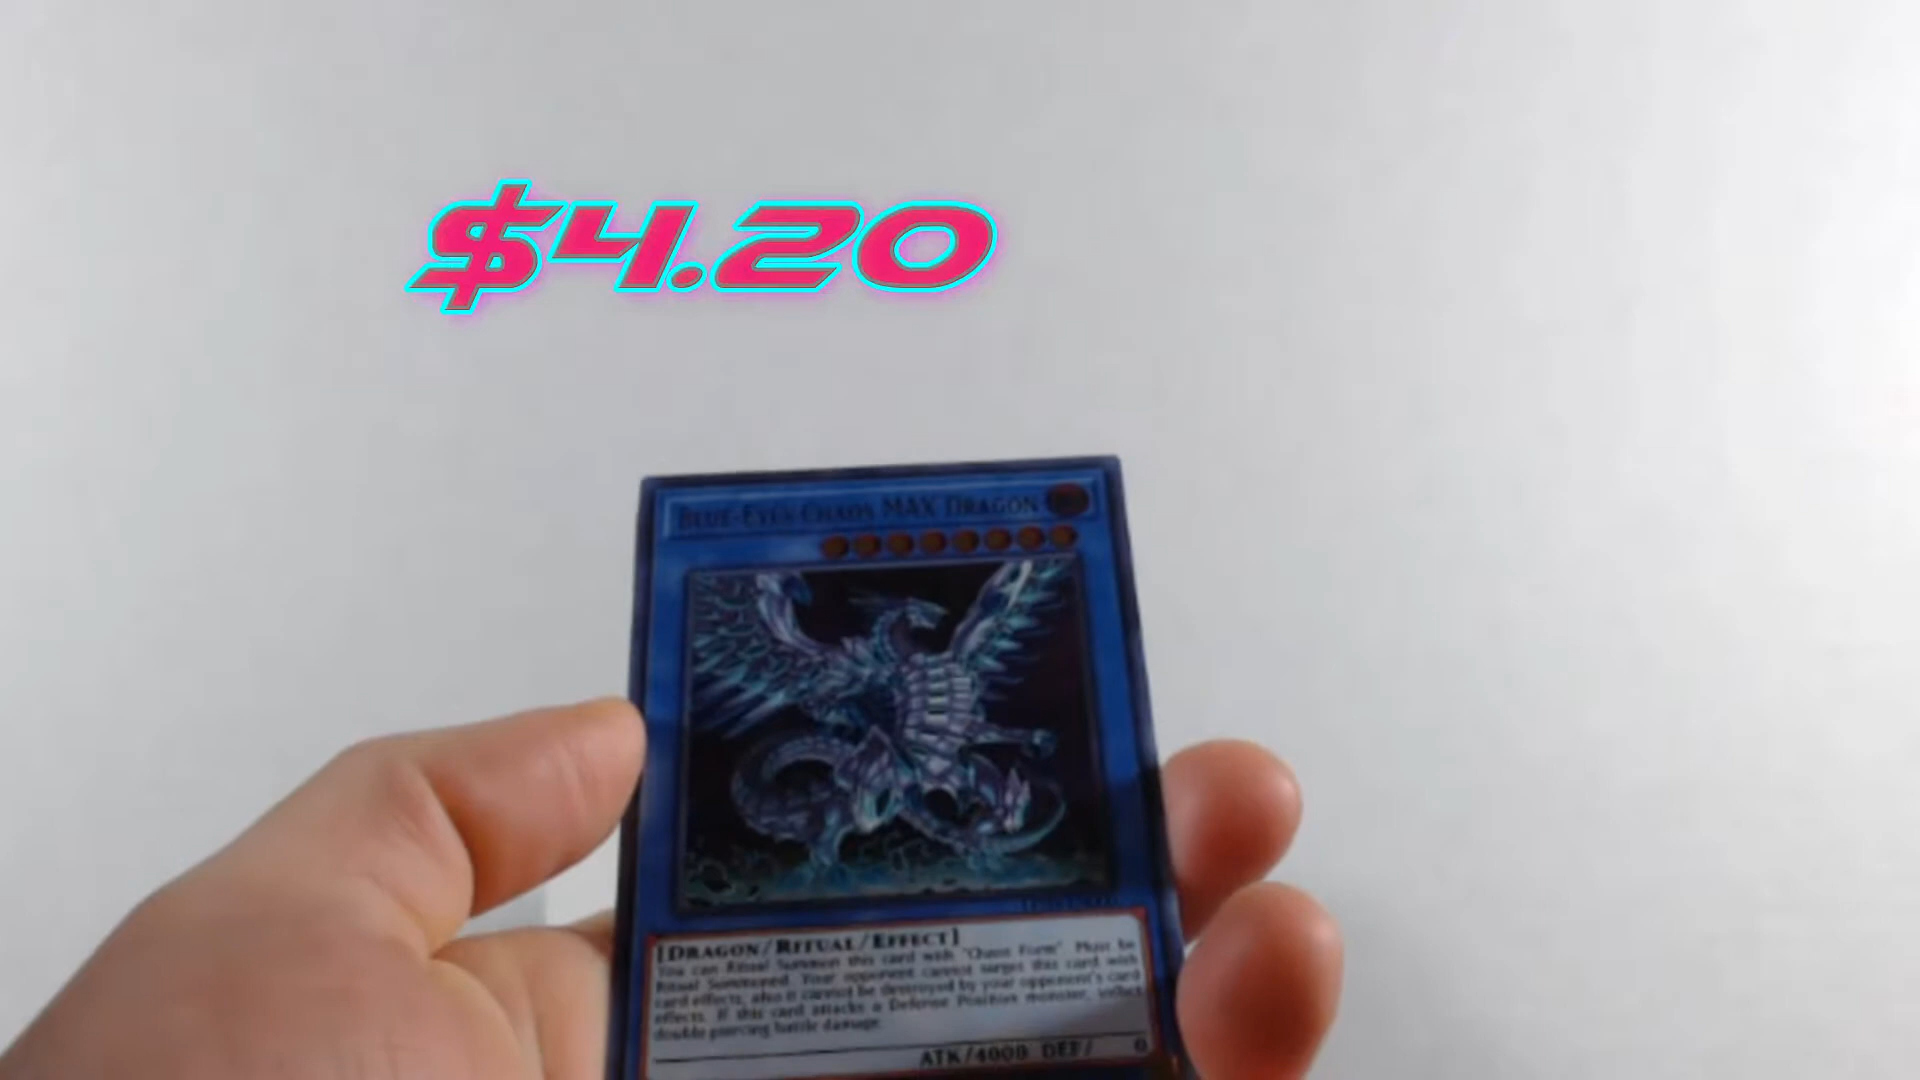 $4.20
BLUE-EYES CHAOS MAX DRAGON
[DRAGON/RITUAL/EFFECT]
You can Ritual Summon this card with "Chaos Form". Must be
Ritual Summoned. Your opponent cannot target this card with
card effects, also it cannot be destroyed by your opponent's card
effects. If this card attacks a Defense Position monster, inflict
double piercing battle damage.
ATK/4000 DEF/ 0